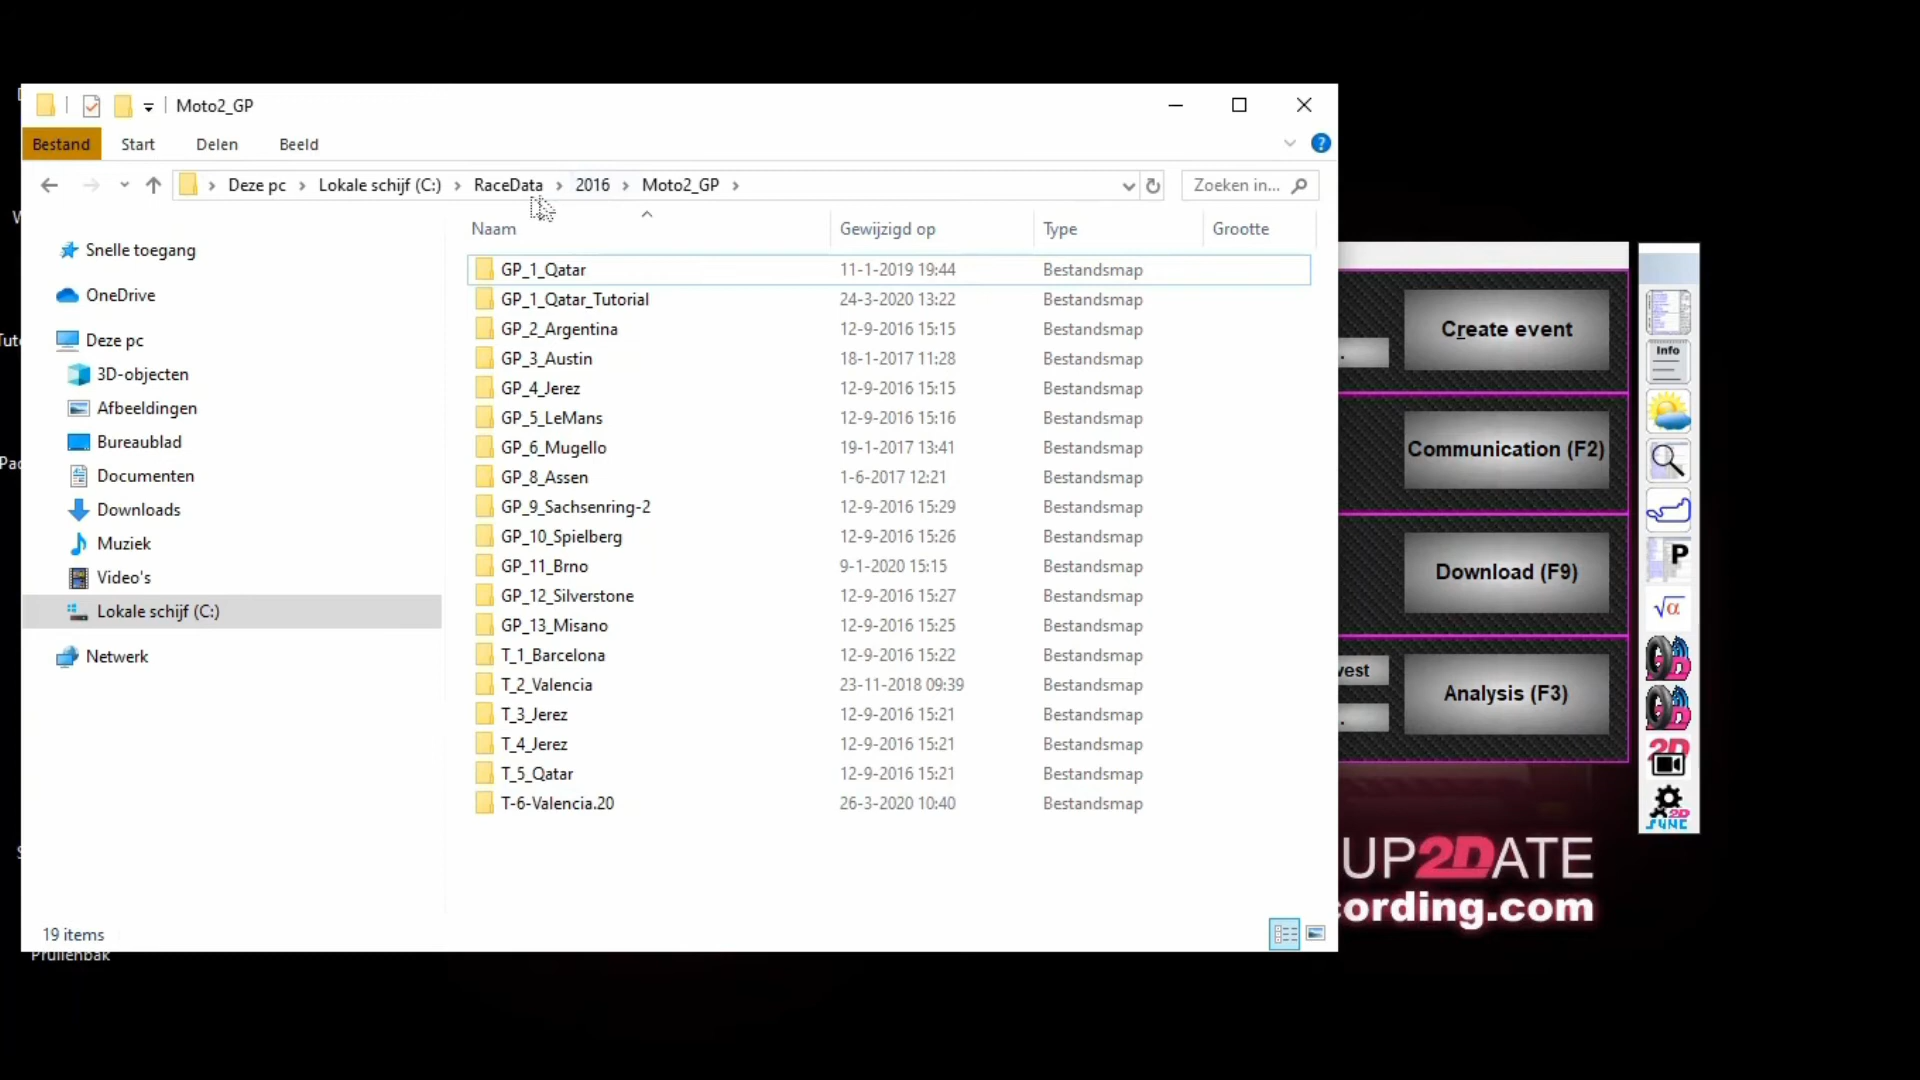 Moto2_GP
Bestand Start Delen Beeld
Deze pc Lokale schijf (C:) RaceData 2016 Moto2_GP
Zoeken in...
Naam Gewijzigd op Type Grootte
Snelle toegang
OneDrive
Deze pc
3D-objecten
Afbeeldingen
Bureaublad
Documenten
Downloads
Muziek
Video's
Lokale schijf (C:)
Netwerk
GP_1_Qatar 11-1-2019 19:44 Bestandsmap
GP_1_Qatar_Tutorial 24-3-2020 13:22 Bestandsmap
GP_2_Argentina 12-9-2016 15:15 Bestandsmap
GP_3_Austin 18-1-2017 11:28 Bestandsmap
GP_4_Jerez 12-9-2016 15:15 Bestandsmap
GP_5_LeMans 12-9-2016 15:16 Bestandsmap
GP_6_Mugello 19-1-2017 13:41 Bestandsmap
GP_8_Assen 1-6-2017 12:21 Bestandsmap
GP_9_Sachsenring-2 12-9-2016 15:29 Bestandsmap
GP_10_Spielberg 12-9-2016 15:26 Bestandsmap
GP_11_Brno 9-1-2020 15:15 Bestandsmap
GP_12_Silverstone 12-9-2016 15:27 Bestandsmap
GP_13_Misano 12-9-2016 15:25 Bestandsmap
T_1_Barcelona 12-9-2016 15:22 Bestandsmap
T_2_Valencia 23-11-2018 09:39 Bestandsmap
T_3_Jerez 12-9-2016 15:21 Bestandsmap
T_4_Jerez 12-9-2016 15:21 Bestandsmap
T_5_Qatar 12-9-2016 15:21 Bestandsmap
T-6-Valencia.20 26-3-2020 10:40 Bestandsmap
19 items
Prullenbak
Create event
Communication (F2)
Download (F9)
vest
Analysis (F3)
Info
P
√α
2D
2D
SYNC
UP2DATE
cording.com